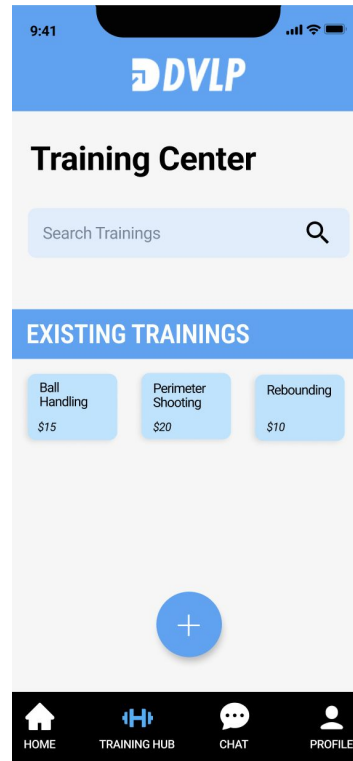 9:41
DVLP
Training Center
Search Trainings
EXISTING TRAININGS
Ball
Handling
$15
Perimeter
Shooting
$20
Rebounding
$10
HOME
TRAINING HUB
CHAT
PROFILE